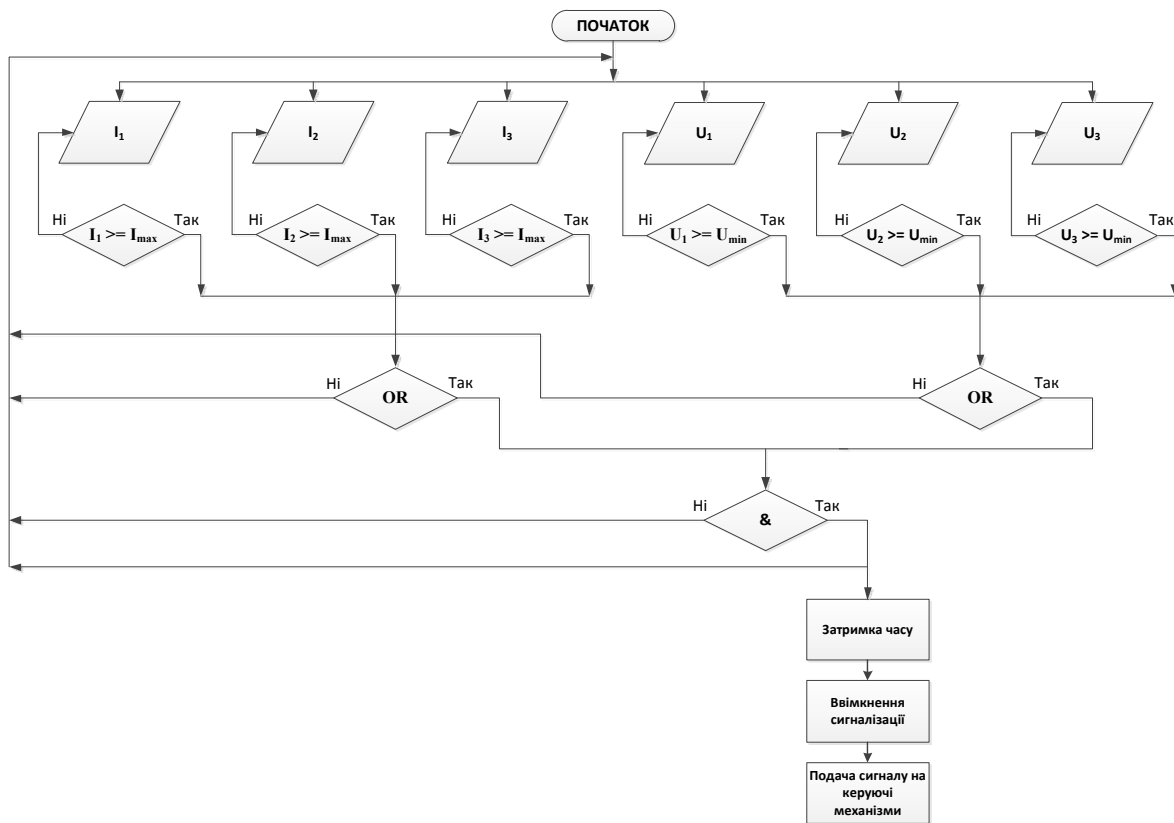 ПОЧАТОК
I₁
I₂
I₃
U₁
U₂
U₃
Ні
Так
Ні
Так
Ні
Так
Ні
Так
Ні
Так
Ні
Так
I₁ >= Imax
I₂ >= Imax
I₃ >= Imax
U₁ >= Umin
U₂ >= Umin
U₃ >= Umin
Ні
Так
Ні
Так
OR
OR
Ні
Так
&
Затримка часу
Ввімкнення
сигналізації
Подача сигналу на
керуючі
механізми